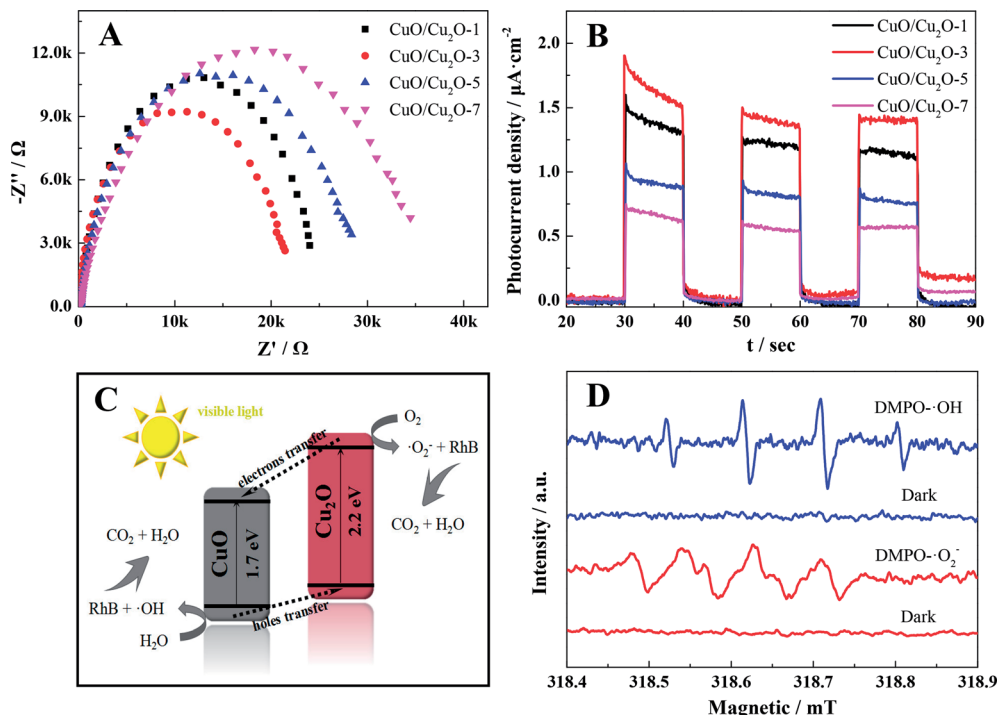 A
CuO/Cu₂O-1
CuO/Cu₂O-3
CuO/Cu₂O-5
CuO/Cu₂O-7
-Z'' / Ω
12.0k
9.0k
6.0k
3.0k
0.0
0
10k
20k
30k
40k
Z' / Ω
B
CuO/Cu₂O-1
CuO/Cu₂O-3
CuO/Cu₂O-5
CuO/Cu₂O-7
Photocurrent density / μA·cm⁻²
2.0
1.5
1.0
0.5
0.0
20
30
40
50
60
70
80
90
t / sec
C
visible light
electrons transfer
O₂
·O₂⁻ + RhB
CO₂ + H₂O
Cu₂O
2.2 eV
CuO
1.7 eV
CO₂ + H₂O
RhB + ·OH
H₂O
holes transfer
D
DMPO-·OH
Dark
DMPO-·O₂⁻
Dark
Intensity / a.u.
318.4
318.5
318.6
318.7
318.8
318.9
Magnetic / mT